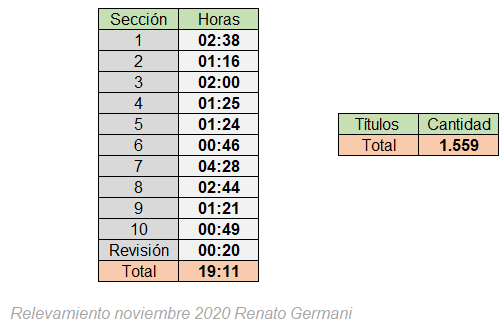 Sección Horas
1 02:38
2 01:16
3 02:00
4 01:25
5 01:24
6 00:46
7 04:28
8 02:44
9 01:21
10 00:49
Revisión 00:20
Total 19:11
Títulos Cantidad
Total 1.559
Relevamiento noviembre 2020 Renato Germani